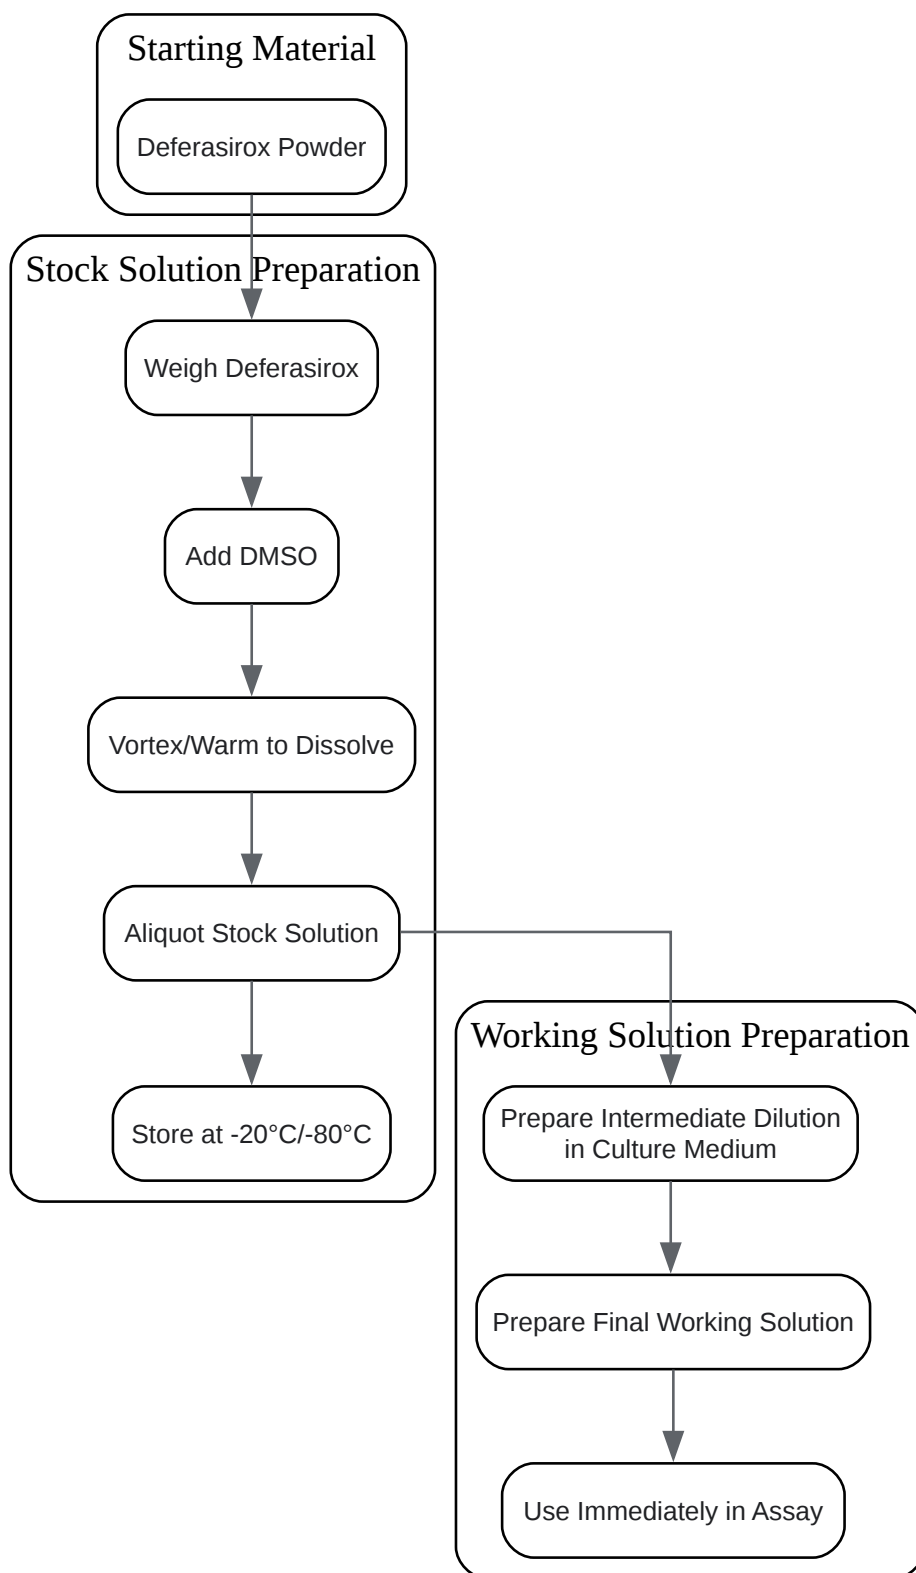 Starting Material
Deferasirox Powder
Stock Solution Preparation
Weigh Deferasirox
Add DMSO
Vortex/Warm to Dissolve
Aliquot Stock Solution
Store at -20°C/-80°C
Working Solution Preparation
Prepare Intermediate Dilution
in Culture Medium
Prepare Final Working Solution
Use Immediately in Assay